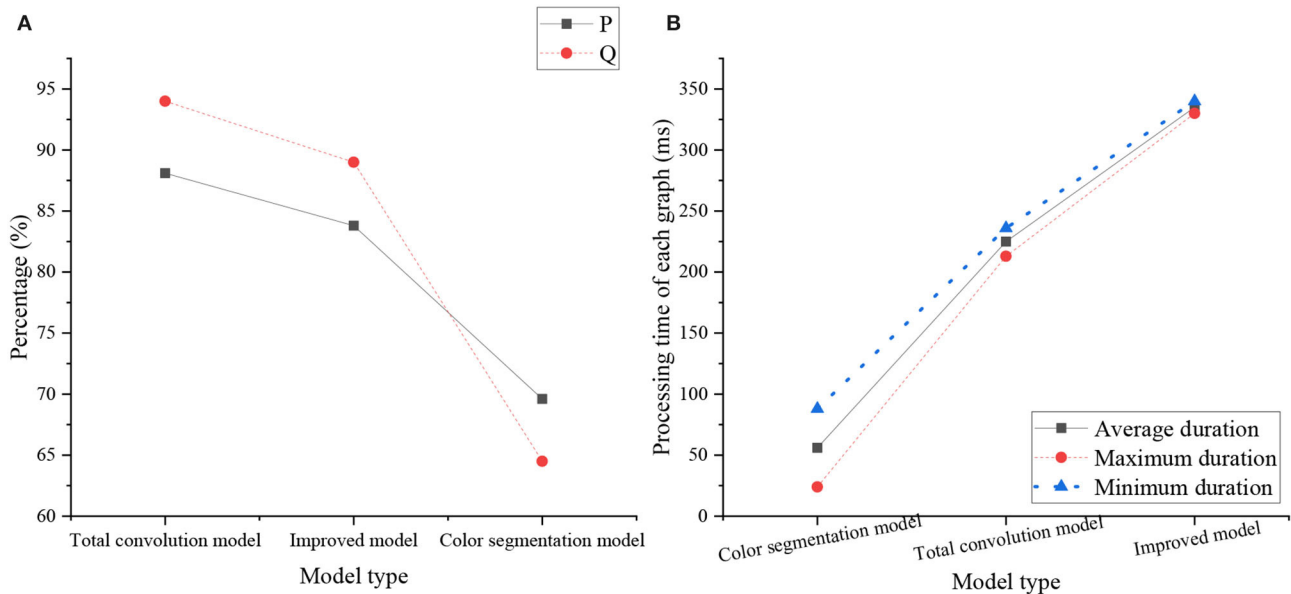 A
P
Q
Percentage (%)
95
90
85
80
75
70
65
60
Total convolution model Improved model Color segmentation model
Model type
B
Processing time of each graph (ms)
350
300
250
200
150
100
50
0
Average duration
Maximum duration
Minimum duration
Color segmentation model Total convolution model Improved model
Model type